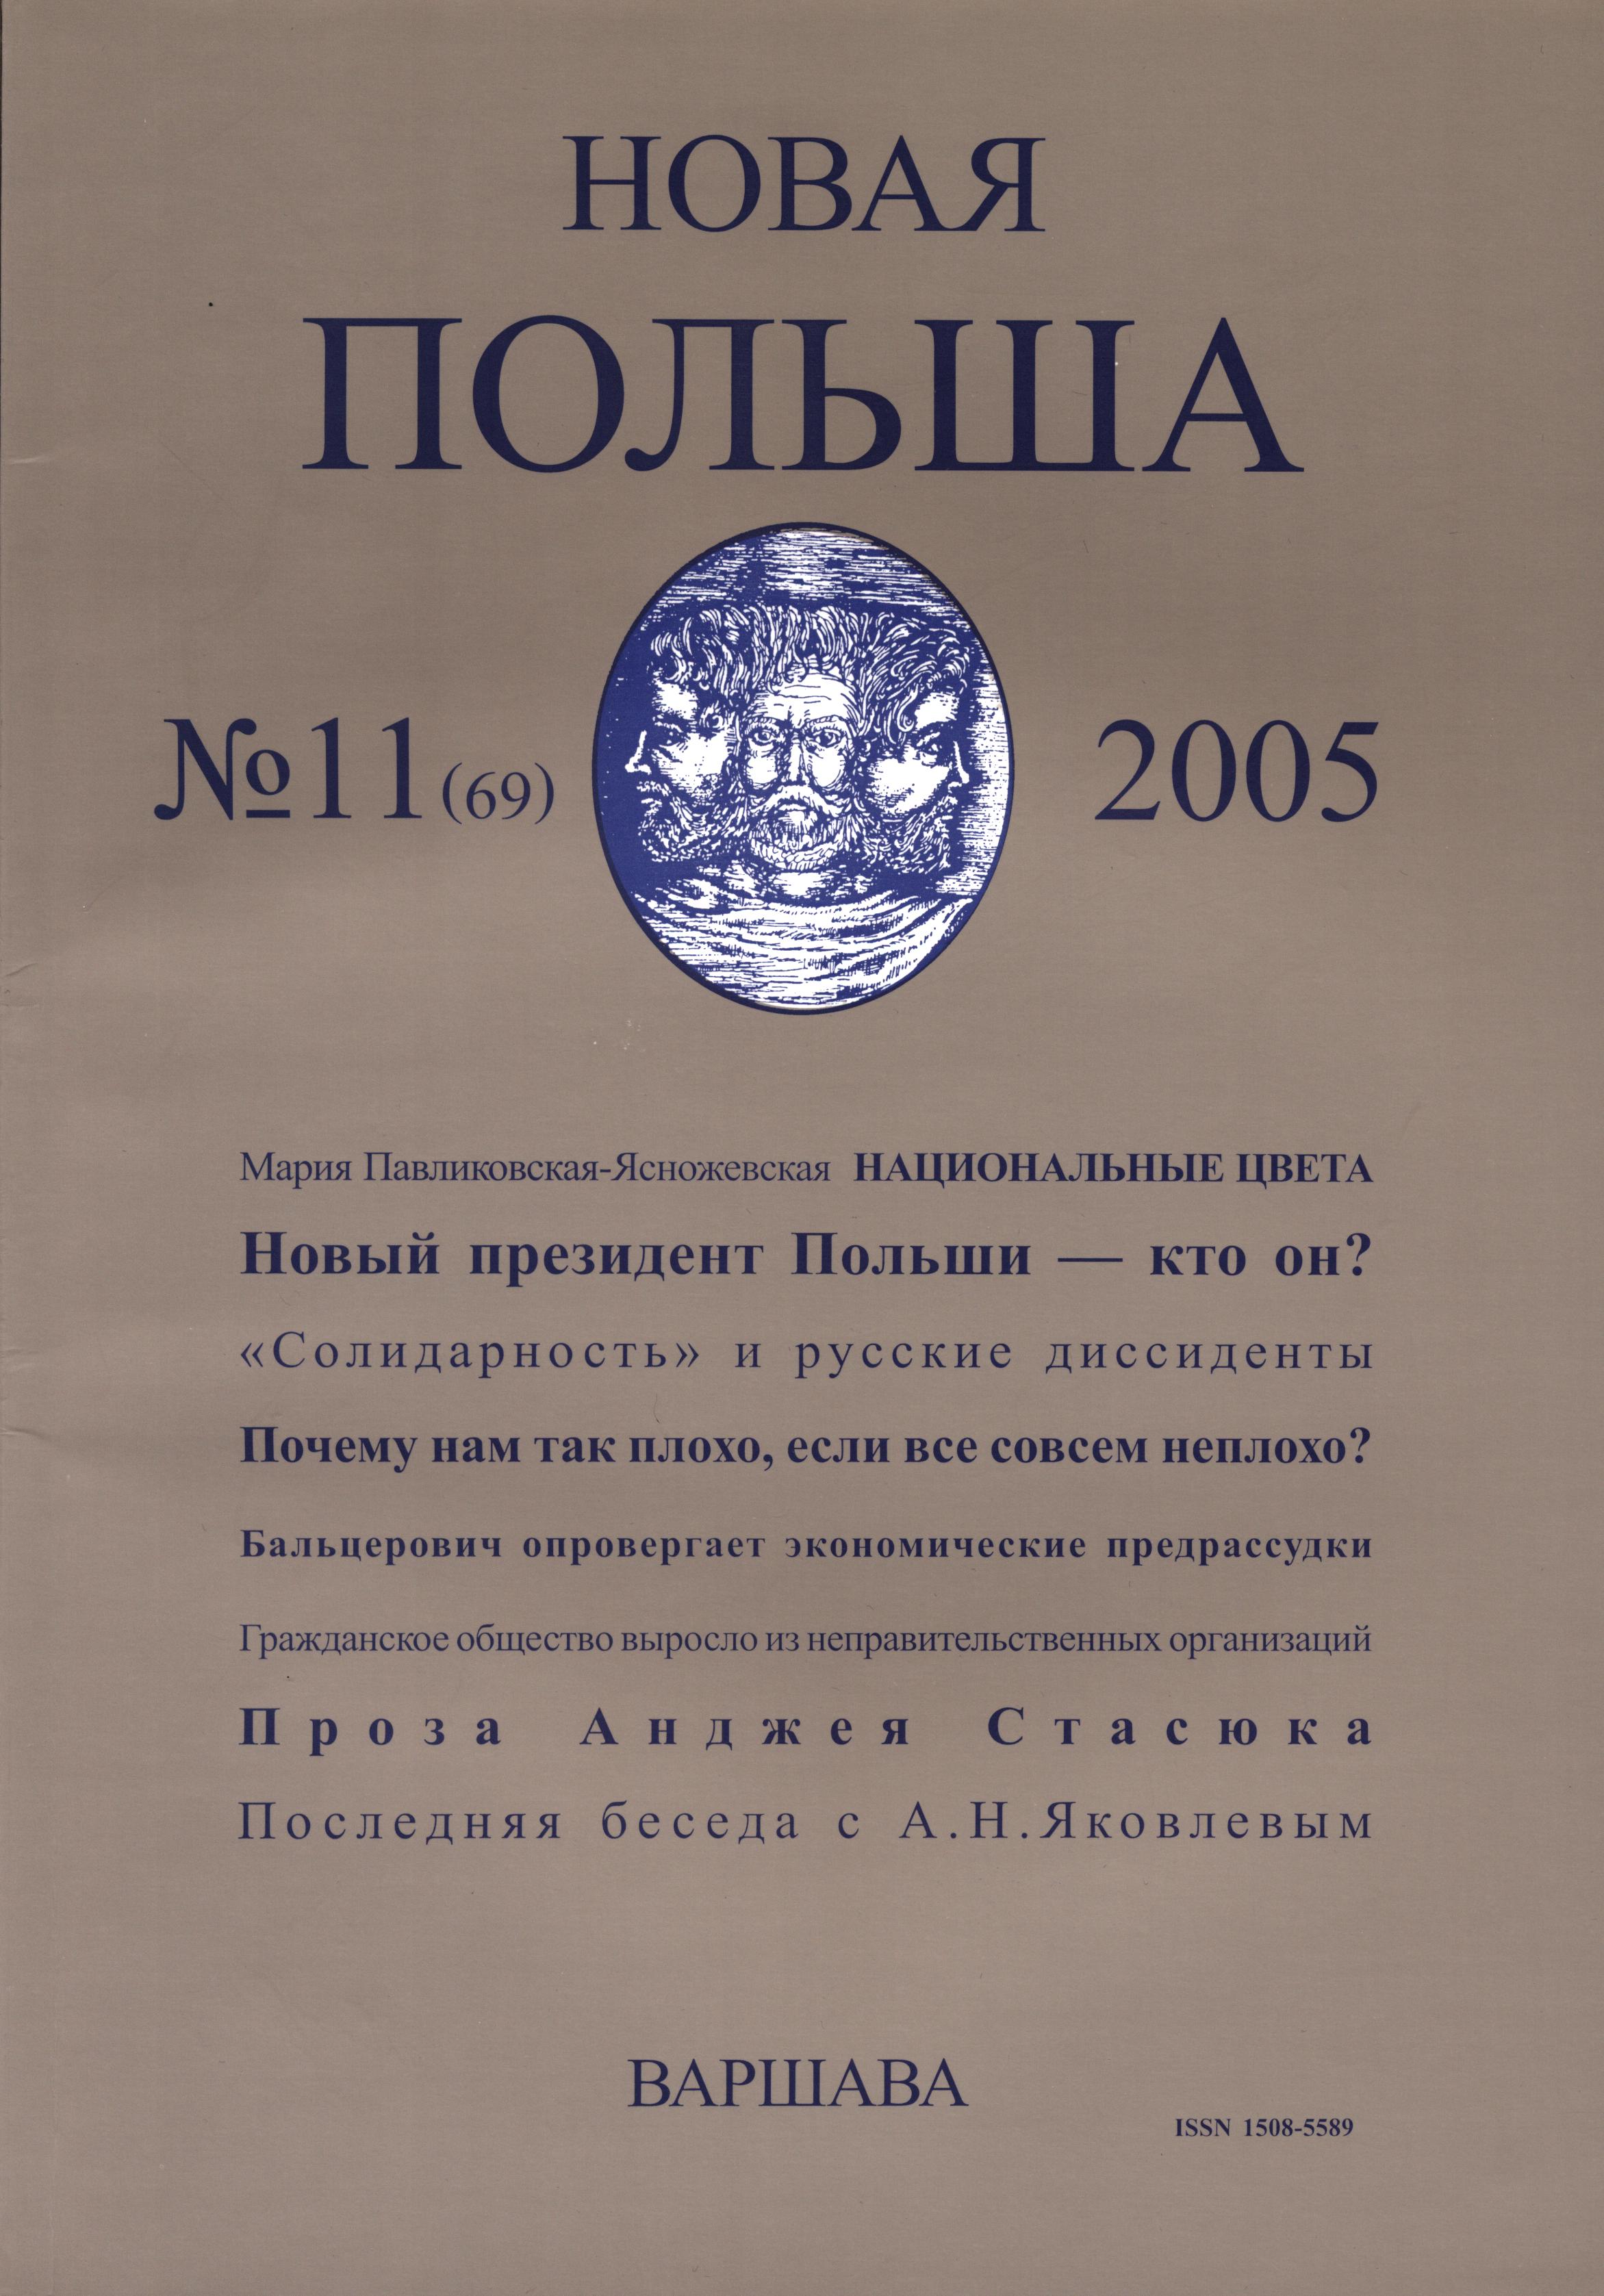 НОВАЯ
ПОЛЬША
№11(69) 2005
Мария Павликовская-Ясножевская НАЦИОНАЛЬНЫЕ ЦВЕТА
Новый президент Польши — кто он?
«Солидарность» и русские диссиденты
Почему нам так плохо, если все совсем неплохо?
Бальцерович опровергает экономические предрассудки
Гражданское общество выросло из неправительственных организаций
Проза Анджея Стасюка
Последняя беседа с А.Н.Яковлевым
ВАРШАВА
ISSN 1508-5589